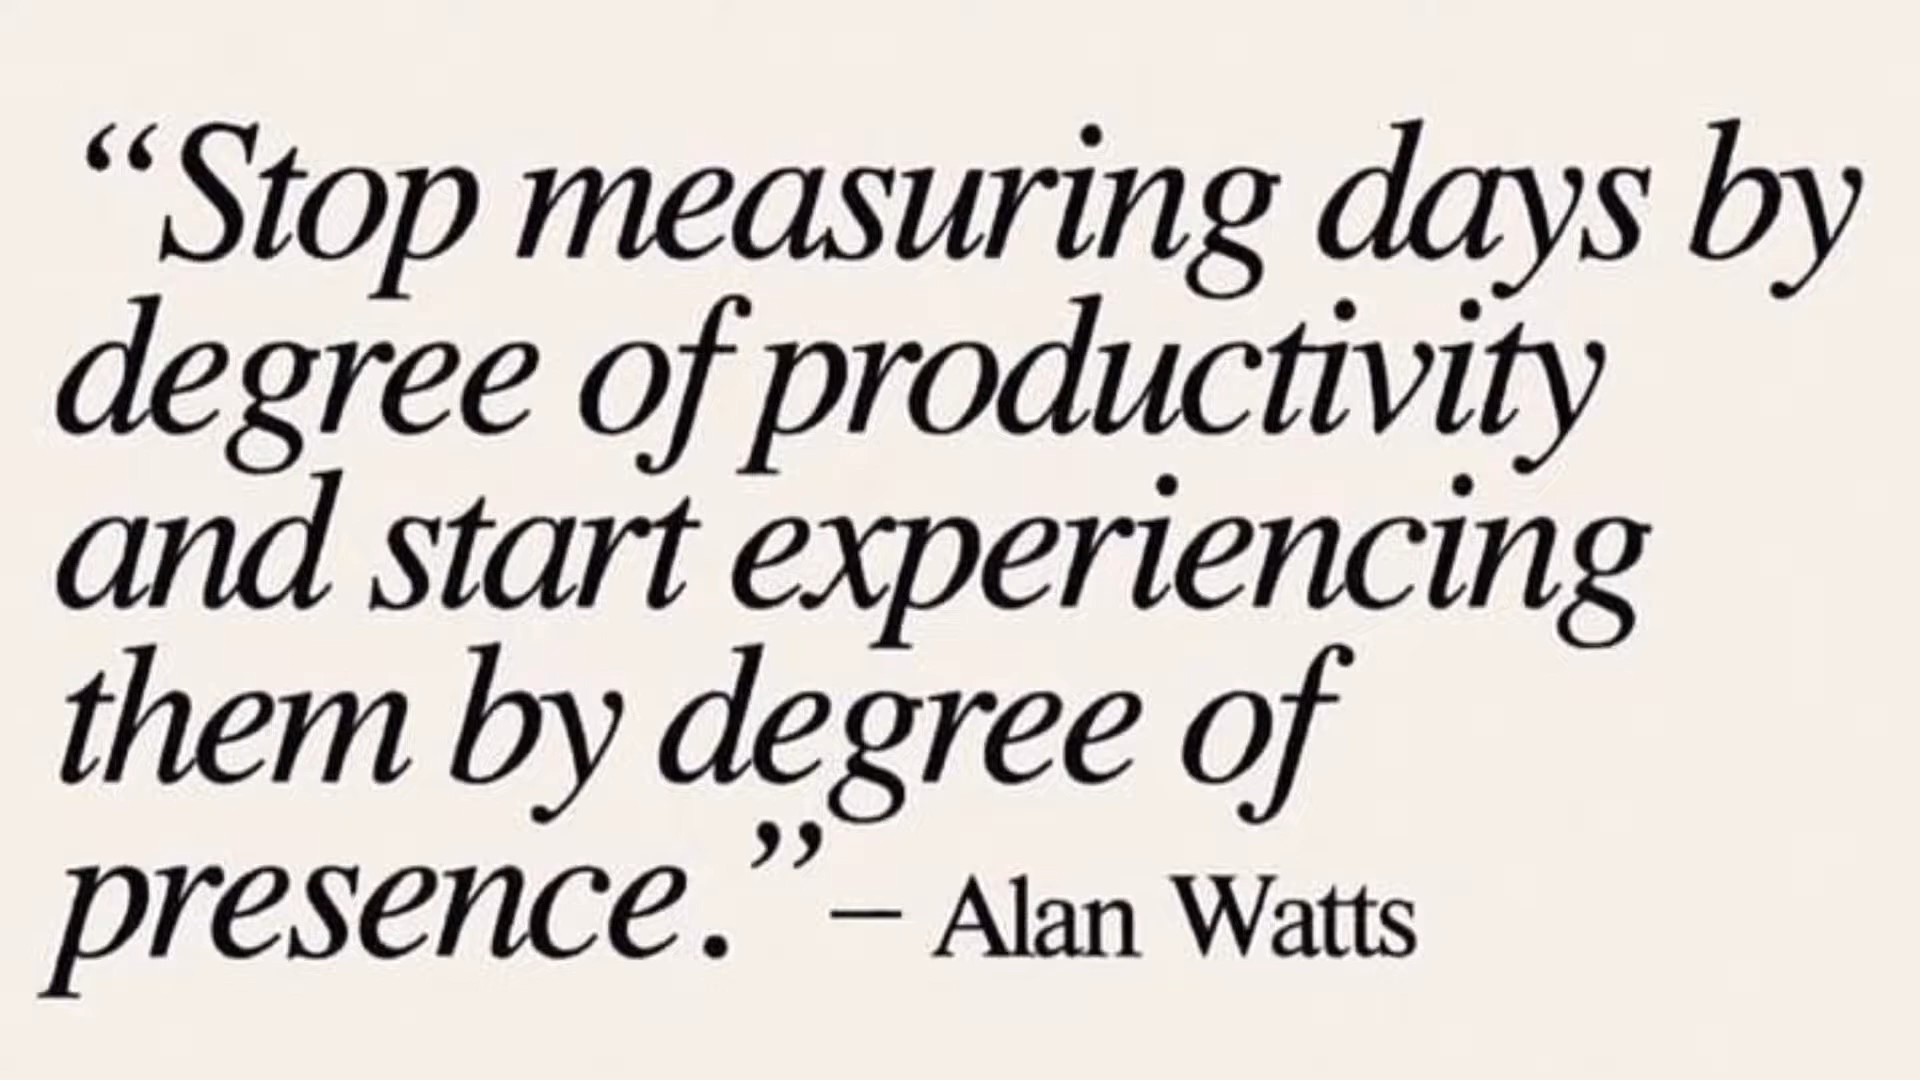 “Stop measuring days by
degree of productivity
and start experiencing
them by degree of
presence.” – Alan Watts